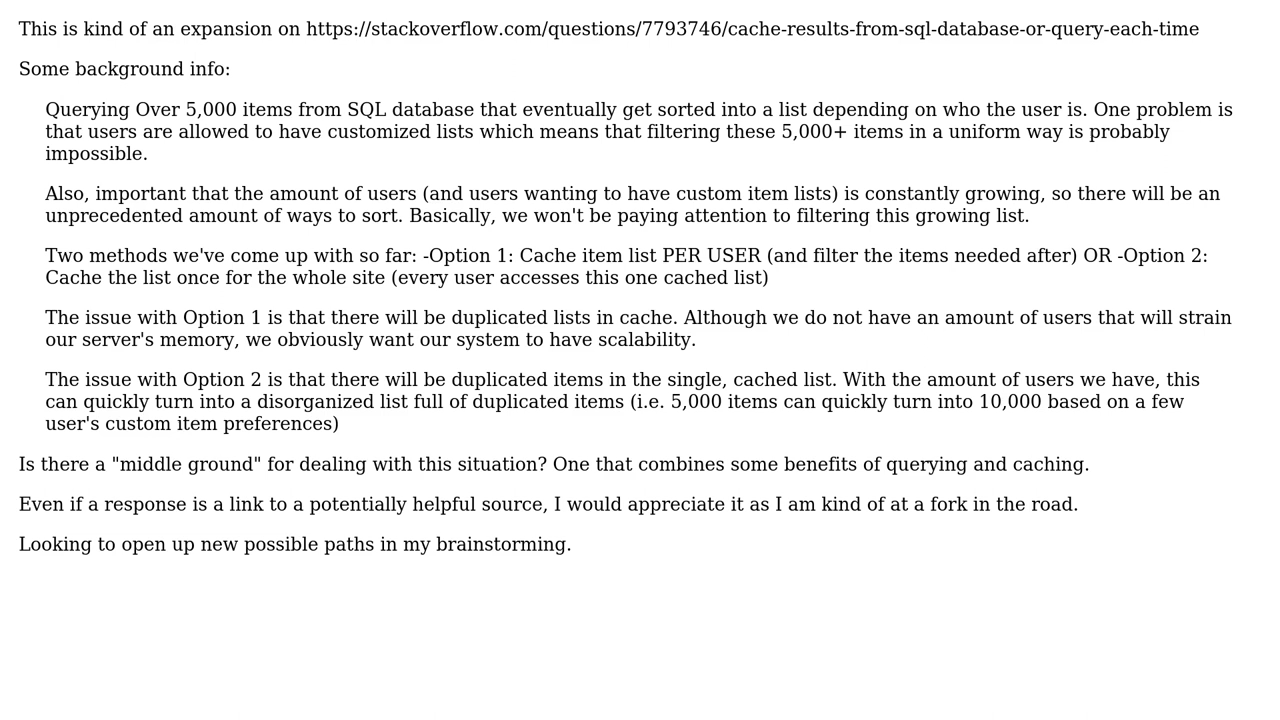 This is kind of an expansion on https://stackoverflow.com/questions/7793746/cache-results-from-sql-database-or-query-each-time
Some background info:
Querying Over 5,000 items from SQL database that eventually get sorted into a list depending on who the user is. One problem is
that users are allowed to have customized lists which means that filtering these 5,000+ items in a uniform way is probably
impossible.
Also, important that the amount of users (and users wanting to have custom item lists) is constantly growing, so there will be an
unprecedented amount of ways to sort. Basically, we won't be paying attention to filtering this growing list.
Two methods we've come up with so far: -Option 1: Cache item list PER USER (and filter the items needed after) OR -Option 2:
Cache the list once for the whole site (every user accesses this one cached list)
The issue with Option 1 is that there will be duplicated lists in cache. Although we do not have an amount of users that will strain
our server's memory, we obviously want our system to have scalability.
The issue with Option 2 is that there will be duplicated items in the single, cached list. With the amount of users we have, this
can quickly turn into a disorganized list full of duplicated items (i.e. 5,000 items can quickly turn into 10,000 based on a few
user's custom item preferences)
Is there a "middle ground" for dealing with this situation? One that combines some benefits of querying and caching.
Even if a response is a link to a potentially helpful source, I would appreciate it as I am kind of at a fork in the road.
Looking to open up new possible paths in my brainstorming.